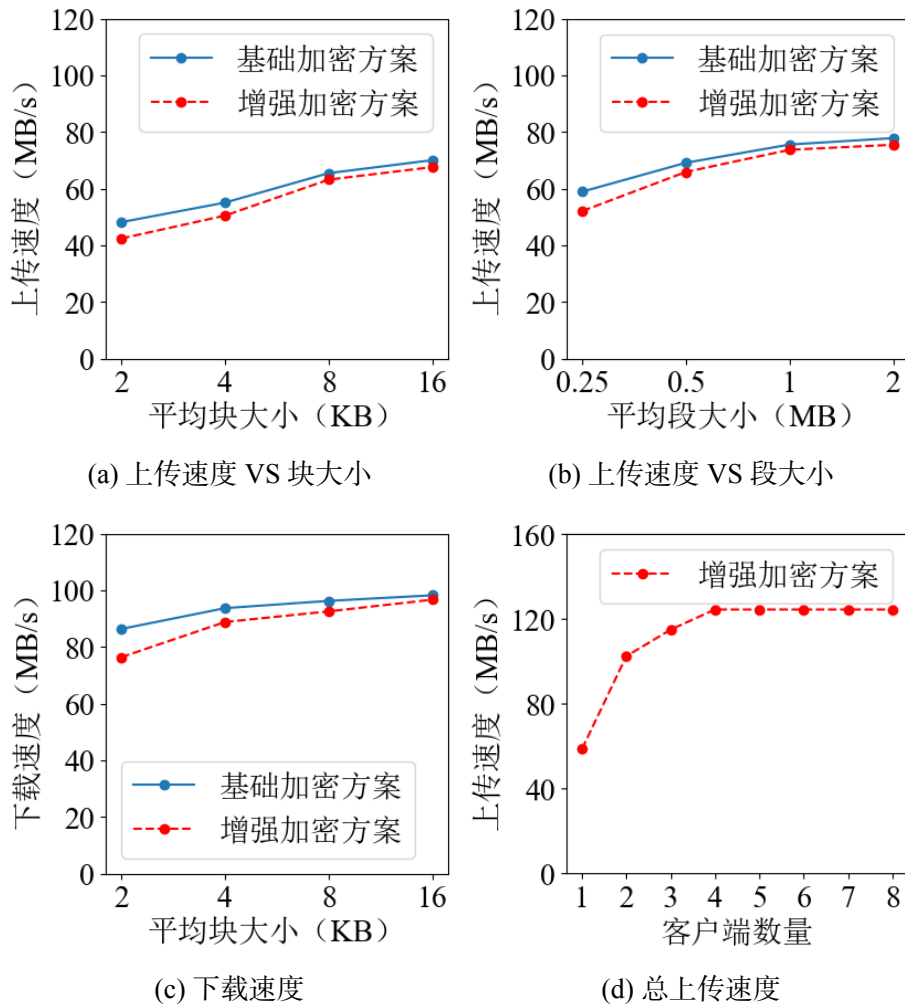 120
100
80
60
40
20
0
上传速度（MB/s）
基础加密方案
增强加密方案
2 4 8 16
平均块大小（KB）
(a) 上传速度 VS 块大小
120
100
80
60
40
20
0
上传速度（MB/s）
基础加密方案
增强加密方案
0.25 0.5 1 2
平均段大小（MB）
(b) 上传速度 VS 段大小
120
100
80
60
40
20
0
下载速度（MB/s）
基础加密方案
增强加密方案
2 4 8 16
平均块大小（KB）
(c) 下载速度
160
120
80
40
0
上传速度（MB/s）
增强加密方案
1 2 3 4 5 6 7 8
客户端数量
(d) 总上传速度